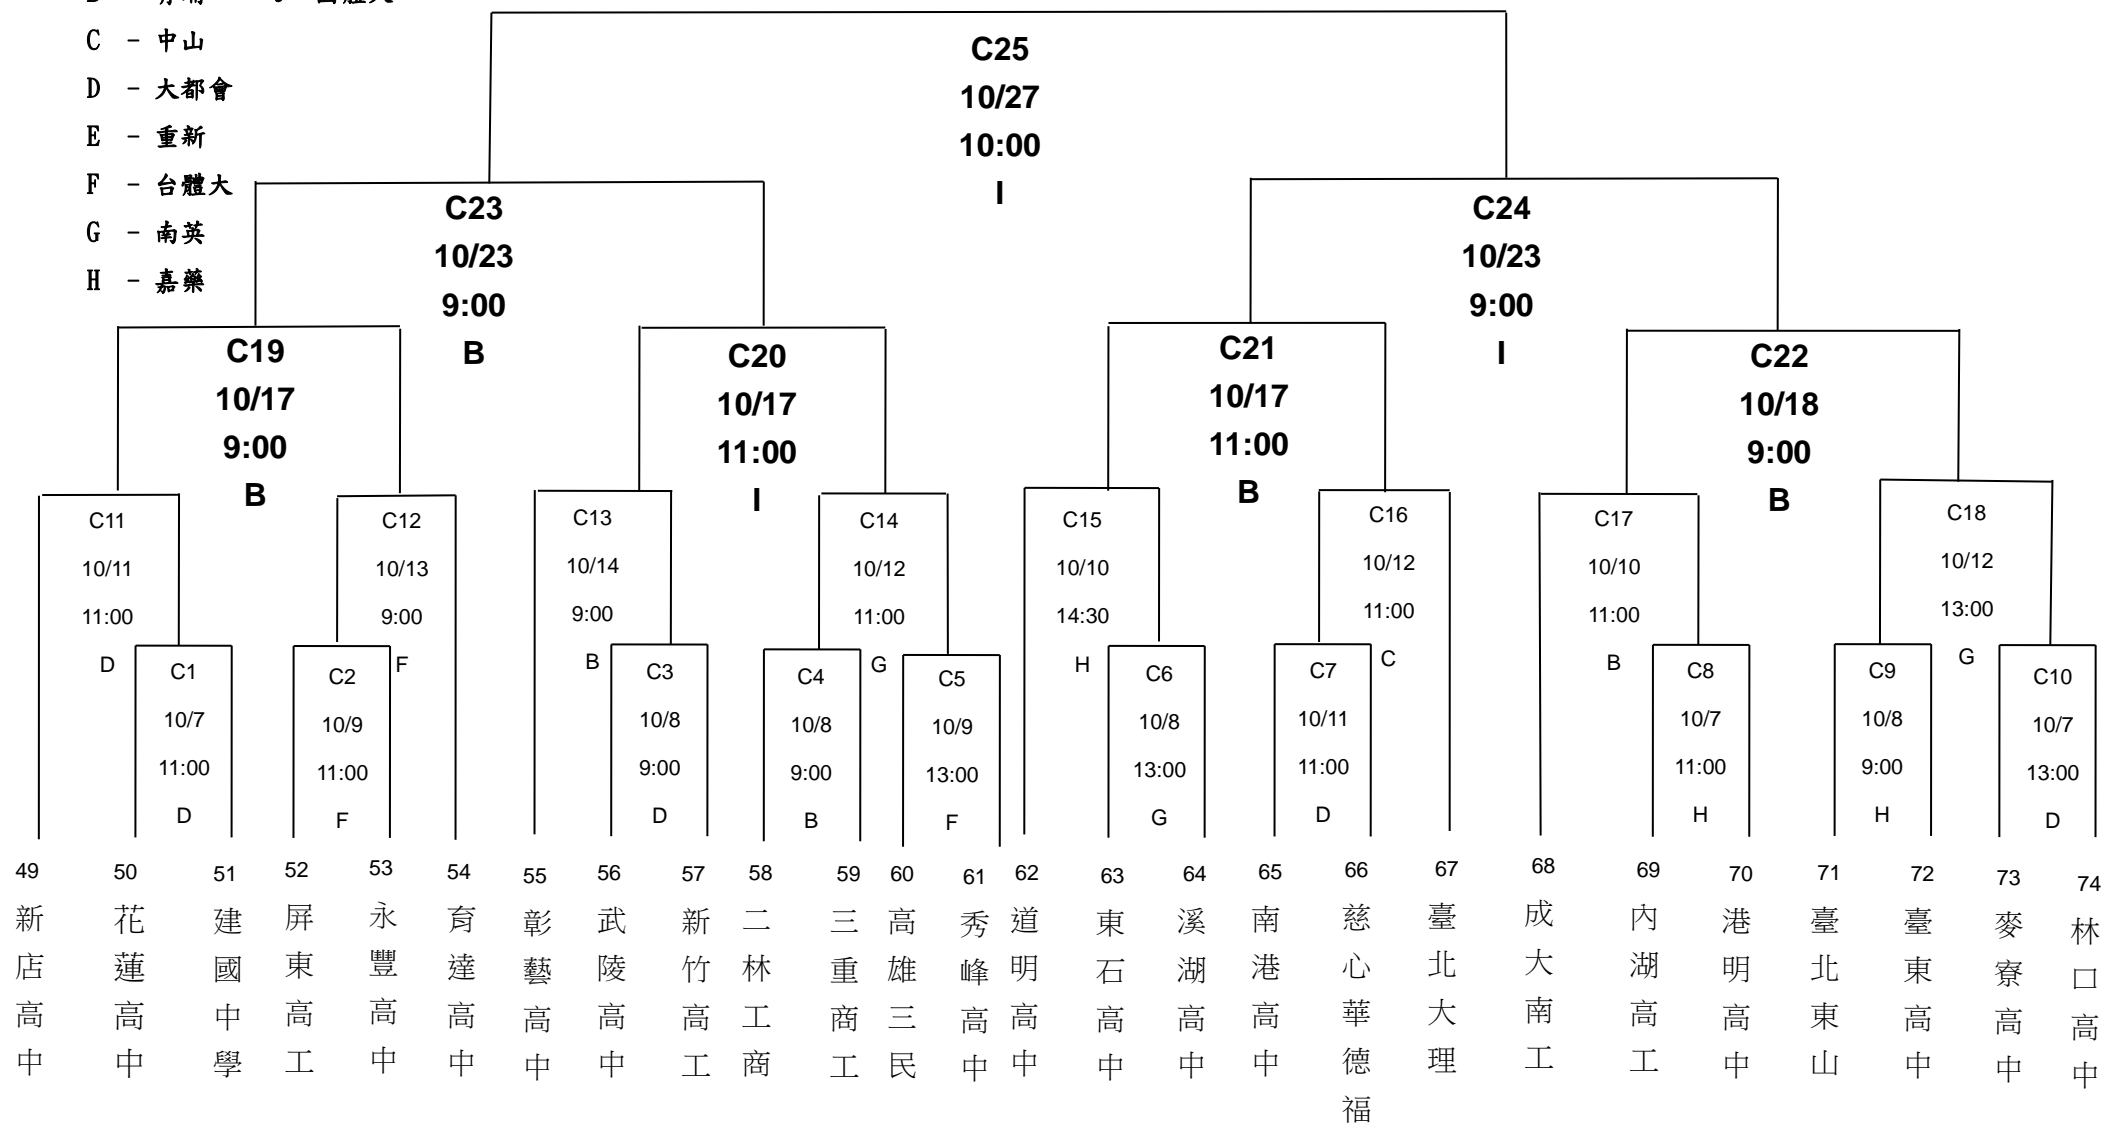 C - 中山
D - 大都會
E - 重新
F - 台體大
G - 南英
H - 嘉藥
C25
10/27
10:00
I
C23
10/23
9:00
B
C24
10/23
9:00
I
C19
10/17
9:00
B
C20
10/17
11:00
I
C21
10/17
11:00
B
C22
10/18
9:00
B
C11
10/11
11:00
D
C12
10/13
9:00
F
C13
10/14
9:00
B
C14
10/12
11:00
G
C15
10/10
14:30
H
C16
10/12
11:00
C
C17
10/10
11:00
B
C18
10/12
13:00
G
C1
10/7
11:00
D
C2
10/9
11:00
F
C3
10/8
9:00
D
C4
10/8
9:00
B
C5
10/9
13:00
F
C6
10/8
13:00
G
C7
10/11
11:00
D
C8
10/7
11:00
H
C9
10/8
9:00
H
C10
10/7
13:00
D
49
新店高中
50
花蓮高中
51
建國中學
52
屏東高工
53
永豐高中
54
育達高中
55
彰藝高中
56
武陵高中
57
新竹高工
58
二林工商
59
三重商工
60
高雄三民
61
秀峰高中
62
道明高中
63
東石高中
64
溪湖高中
65
南港高中
66
慈心華德福
67
臺北大理
68
成大南工
69
內湖高工
70
港明高中
71
臺北東山
72
臺東高中
73
麥寮高中
74
林口高中